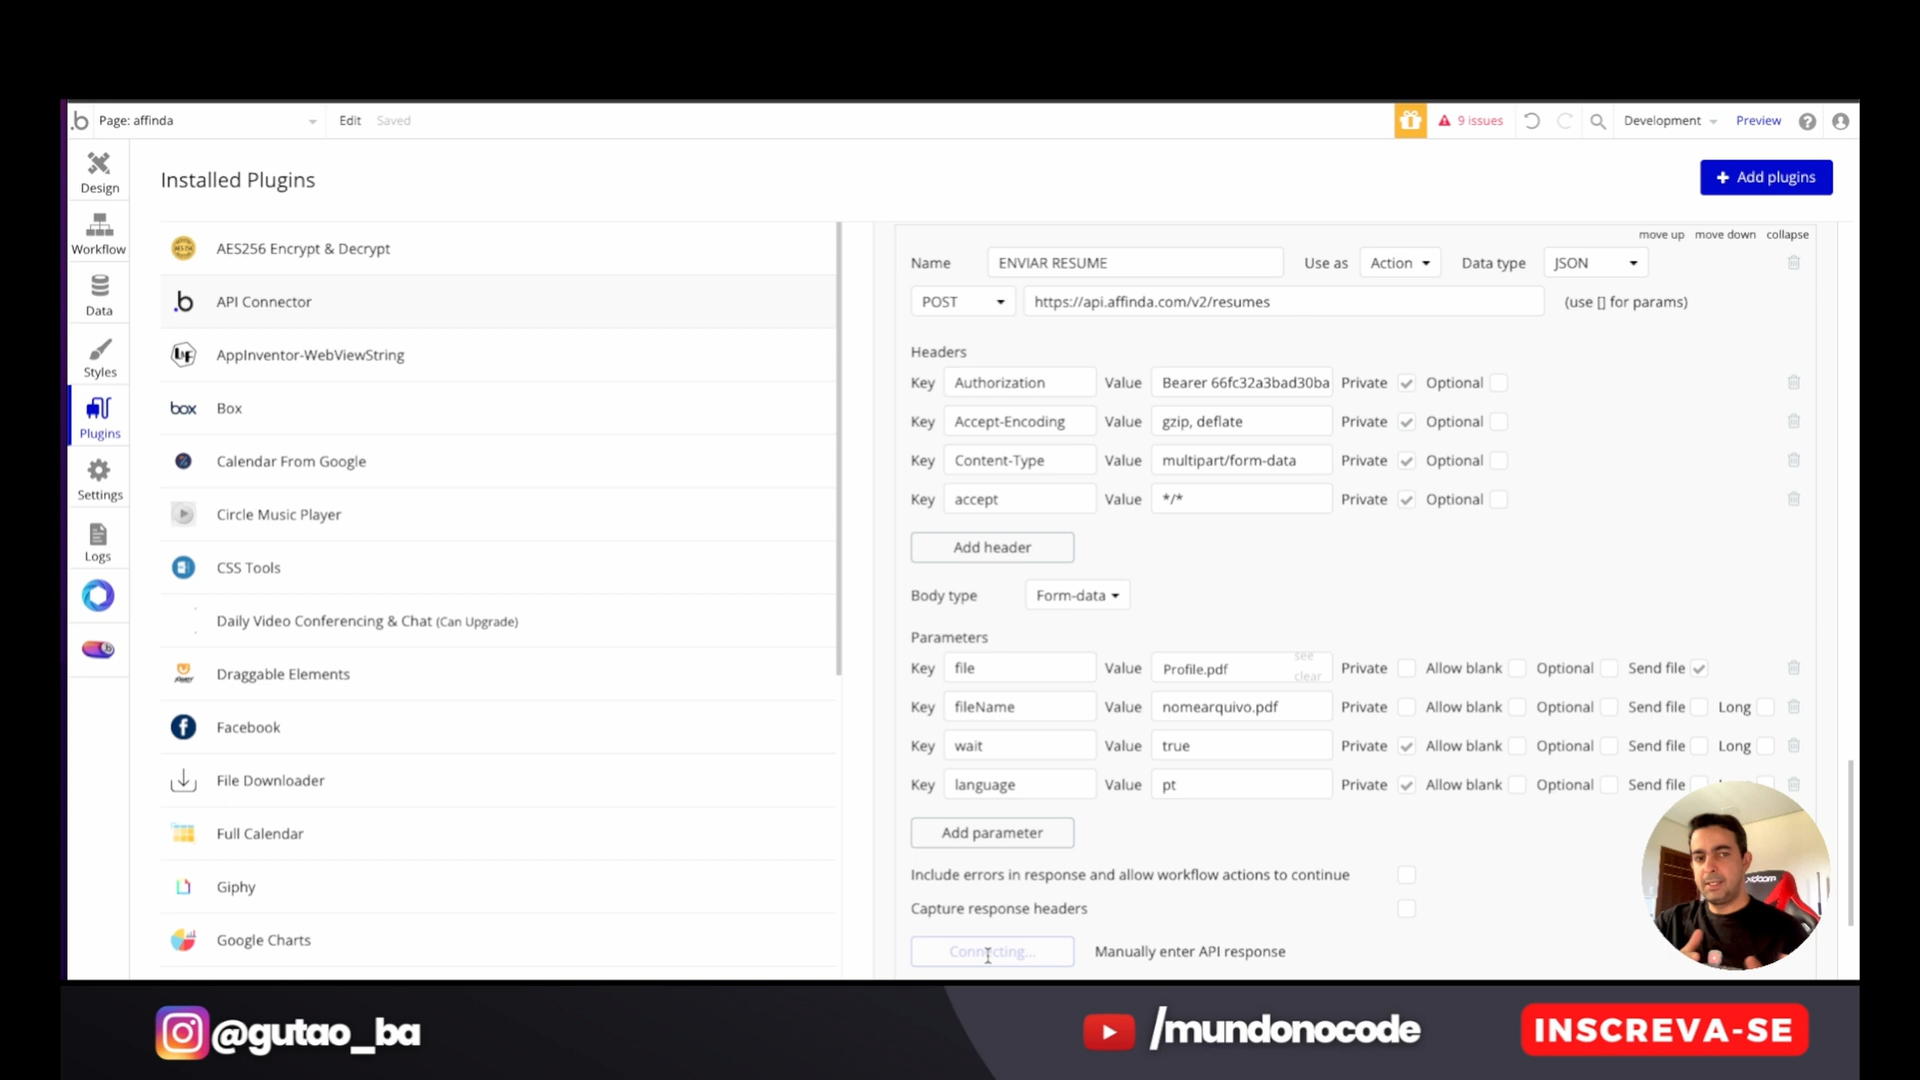 Page: affinda
Edit
Saved
9 issues
Development
Preview
Design
Workflow
Data
Styles
Plugins
Settings
Logs
Installed Plugins
+ Add plugins
AES256 Encrypt & Decrypt
API Connector
AppInventor-WebViewString
box Box
Calendar From Google
Circle Music Player
CSS Tools
Daily Video Conferencing & Chat (Can Upgrade)
Draggable Elements
Facebook
File Downloader
Full Calendar
Giphy
Google Charts
move up move down collapse
Name ENVIAR RESUME Use as Action Data type JSON
POST https://api.affinda.com/v2/resumes (use [] for params)
Headers
Key Authorization Value Bearer 66fc32a3bad30ba Private Optional
Key Accept-Encoding Value gzip, deflate Private Optional
Key Content-Type Value multipart/form-data Private Optional
Key accept Value */* Private Optional
Add header
Body type Form-data
Parameters
Key file Value Profile.pdf see clear Private Allow blank Optional Send file
Key fileName Value nomearquivo.pdf Private Allow blank Optional Send file Long
Key wait Value true Private Allow blank Optional Send file Long
Key language Value pt Private Allow blank Optional Send file
Add parameter
Include errors in response and allow workflow actions to continue
Capture response headers
Connecting... Manually enter API response
@gutao_ba
/mundonocode
INSCREVA-SE